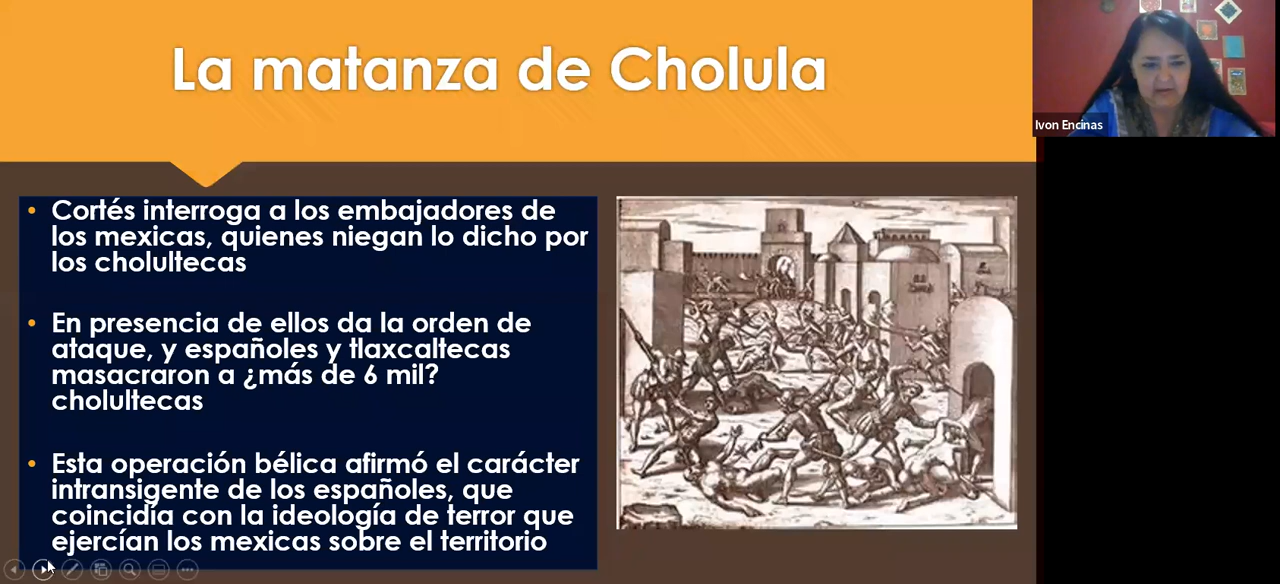 La matanza de Cholula
Ivon Encinas
• Cortés interroga a los embajadores de
los mexicas, quienes niegan lo dicho por
los cholultecas
• En presencia de ellos da la orden de
ataque, y españoles y tlaxcaltecas
masacraron a ¿más de 6 mil?
cholultecas
• Esta operación bélica afirmó el carácter
intransigente de los españoles, que
coincidía con la ideología de terror que
ejercían los mexicas sobre el territorio